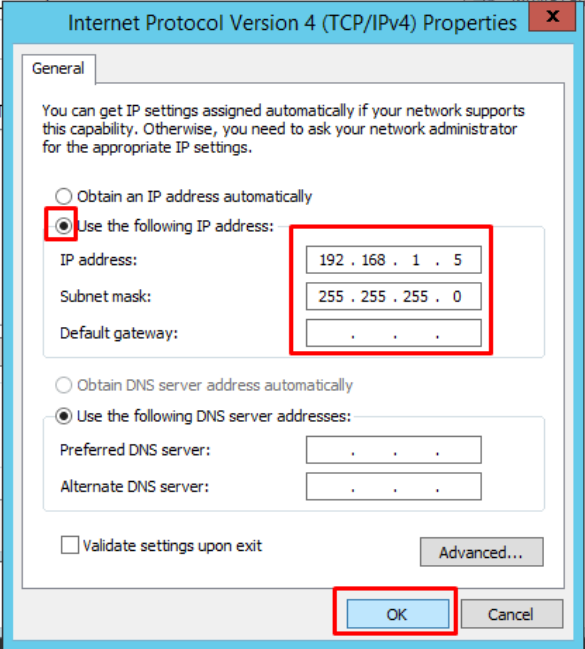 Internet Protocol Version 4 (TCP/IPv4) Properties
x
General
You can get IP settings assigned automatically if your network supports
this capability. Otherwise, you need to ask your network administrator
for the appropriate IP settings.
Obtain an IP address automatically
Use the following IP address:
IP address: 192 . 168 . 1 . 5
Subnet mask: 255 . 255 . 255 . 0
Default gateway: . . .
Obtain DNS server address automatically
Use the following DNS server addresses:
Preferred DNS server: . . .
Alternate DNS server: . . .
Validate settings upon exit
Advanced...
OK Cancel